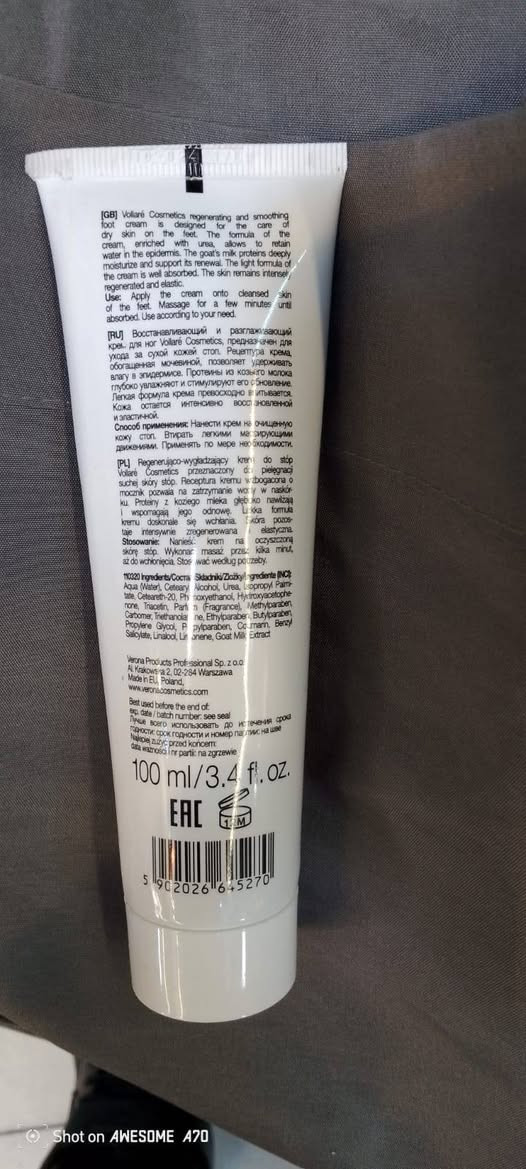 [GB] Vollaré Cosmetics regenerating and smoothing
foot cream is designed for the care of
dry skin on the feet. The formula of the
cream, enriched with urea, allows to retain
water in the epidermis. The goat's milk proteins deeply
moisturize and support its renewal. The light formula of
the cream is well absorbed. The skin remains intensely
regenerated and elastic.
Use: Apply the cream onto cleansed skin
of the feet. Massage for a few minutes until
absorbed. Use according to your need.
[RU] Восстанавливающий и разглаживающий
крем для ног Vollaré Cosmetics, предназначен для
ухода за сухой кожей стоп. Рецептура крема,
обогащенная мочевиной, позволяет удерживать
влагу в эпидермисе. Протеины из козьего молока
глубоко увлажняют и стимулируют его обновление.
Легкая формула крема превосходно впитывается.
Кожа остается интенсивно восстановленной
и эластичной.
Способ применения: Нанести крем на очищенную
кожу стоп. Втирать легкими массирующими
движениями. Применять по мере необходимости.
[PL] Regenerująco-wygładzający krem do stóp
Vollaré Cosmetics przeznaczony do pielęgnacji
suchej skóry stóp. Receptura kremu wzbogacona o
mocznik pozwala na zatrzymanie wody w naskór-
ku. Proteiny z koziego mleka głęboko nawilżają
i wspomagają jego odnowę. Lekka formuła
kremu doskonale się wchłania. Skóra pozos-
taje intensywnie zregenerowana i elastyczna.
Stosowanie: Nanieść krem na oczyszczoną
skórę stóp. Wykonać masaż przez kilka minut,
aż do wchłonięcia. Stosować według potrzeby.
110320 Ingredients/Состав/Składniki/Zložky/Ingrediente (INCI):
Aqua (Water), Cetearyl Alcohol, Urea, Isopropyl Palmi-
tate, Ceteareth-20, Phenoxyethanol, Hydroxyacetophe-
none, Triacetin, Parfum (Fragrance), Methylparaben,
Carbomer, Triethanolamine, Ethylparaben, Butylparaben,
Propylene Glycol, Propylparaben, Coumarin, Benzyl
Salicylate, Linalool, Limonene, Goat Milk Extract
Verona Products Professional Sp. z o.o.
Al. Krakowska 2, 02-284 Warszawa
Made in EU, Poland,
www.veronacosmetics.com
Best used before the end of:
exp. date / batch number: see seal
Лучше всего использовать до истечения срока
годности: срок годности и номер партии: на шве
Najlepiej zużyć przed końcem:
data ważności i nr partii: na zgrzewie
100 ml/3.4 fl. oz.
EAC 12M
5 902026 645270
Shot on AWESOME A70